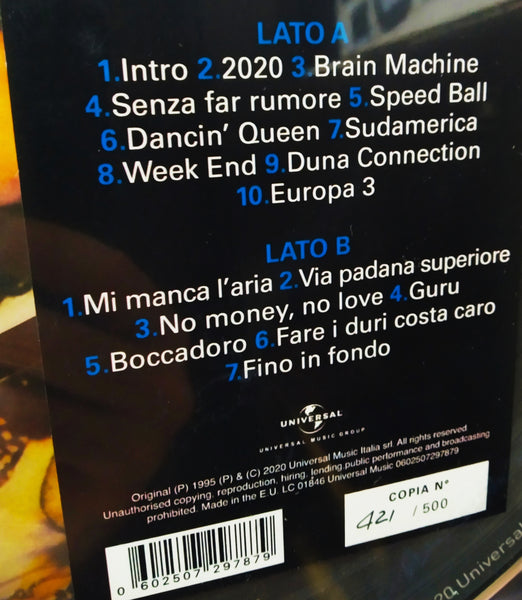 LATO A
1.Intro 2.2020 3.Brain Machine
4.Senza far rumore 5.Speed Ball
6.Dancin' Queen 7.Sudamerica
8.Week End 9.Duna Connection
10.Europa 3
LATO B
1.Mi manca l'aria 2.Via padana superiore
3.No money, no love 4.Guru
5.Boccadoro 6.Fare i duri costa caro
7.Fino in fondo
UNIVERSAL
UNIVERSAL MUSIC GROUP
Original (P) 1995 (P) & (C) 2020 Universal Music Italia srl. All rights reserved
Unauthorised copying, reproduction, hiring, lending public performance and broadcasting
prohibited. Made in the E.U. LC 01846 Universal Music 0602507297879
COPIA N°
421 / 500
0 602507 297879
20 Universa